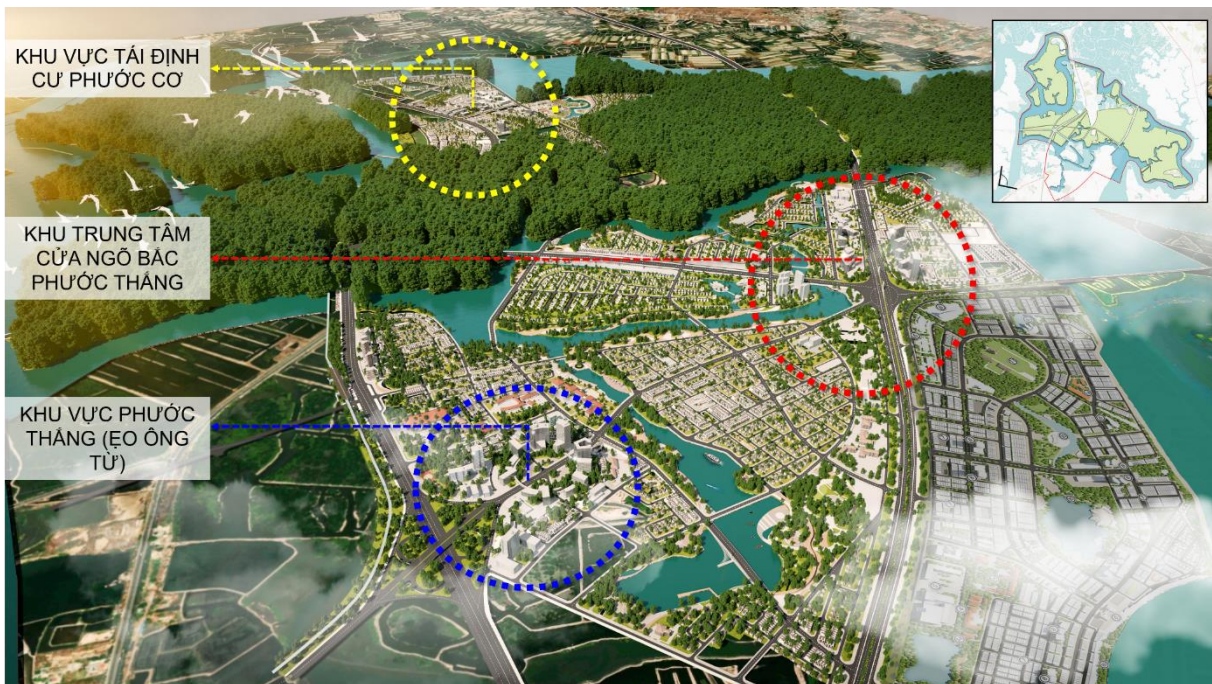 KHU VỰC TÁI ĐỊNH
CƯ PHƯỚC CƠ
KHU TRUNG TÂM
CỬA NGÕ BẮC
PHƯỚC THẮNG
KHU VỰC PHƯỚC
THẮNG (ẸO ÔNG
TỪ)